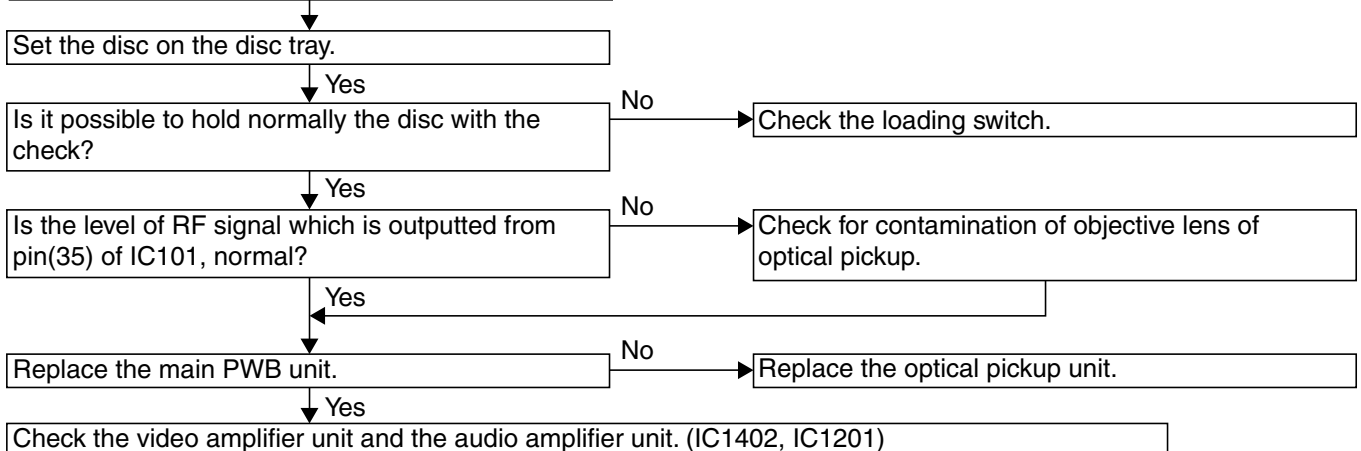 Set the disc on the disc tray.
Yes
No
Is it possible to hold normally the disc with the
check?
Check the loading switch.
Yes
No
Is the level of RF signal which is outputted from
pin(35) of IC101, normal?
Check for contamination of objective lens of
optical pickup.
Yes
No
Replace the main PWB unit.
Replace the optical pickup unit.
Yes
Check the video amplifier unit and the audio amplifier unit. (IC1402, IC1201)